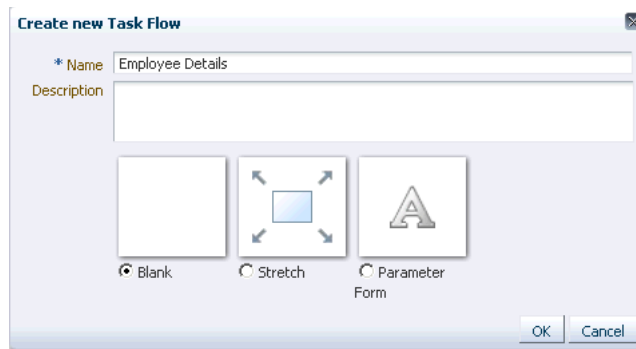 Create new Task Flow
* Name Employee Details
Description
A
Blank Stretch Parameter
Form
OK Cancel